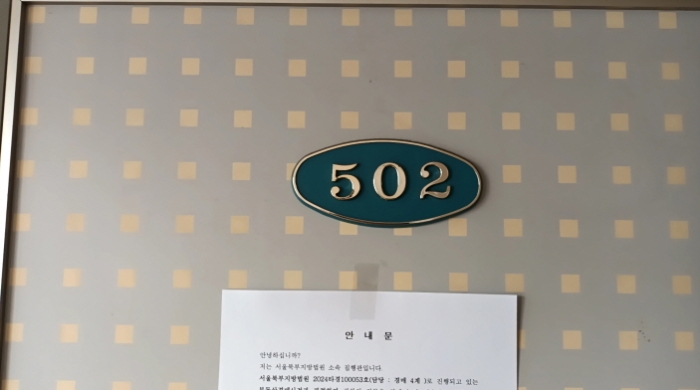 502
안 내 문
안녕하십니까?
저는 서울북부지방법원 소속 집행관입니다
서울북부지방법원 2024타경100053호(담당 : 경매 4계 )로 진행되고 있는